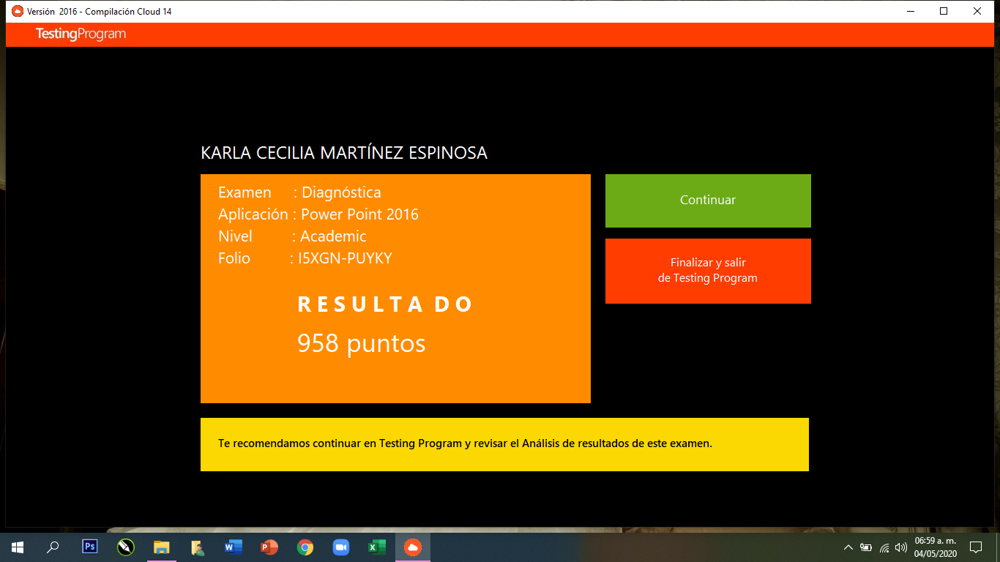 Versión 2016 - Compilación Cloud 14
TestingProgram
KARLA CECILIA MARTÍNEZ ESPINOSA
Examen : Diagnóstica
Aplicación : Power Point 2016
Nivel : Academic
Folio : I5XGN-PUYKY
R E S U L T A D O
958 puntos
Continuar
Finalizar y salir
de Testing Program
Te recomendamos continuar en Testing Program y revisar el Análisis de resultados de este examen.
Ps
06:59 a. m.
04/05/2020